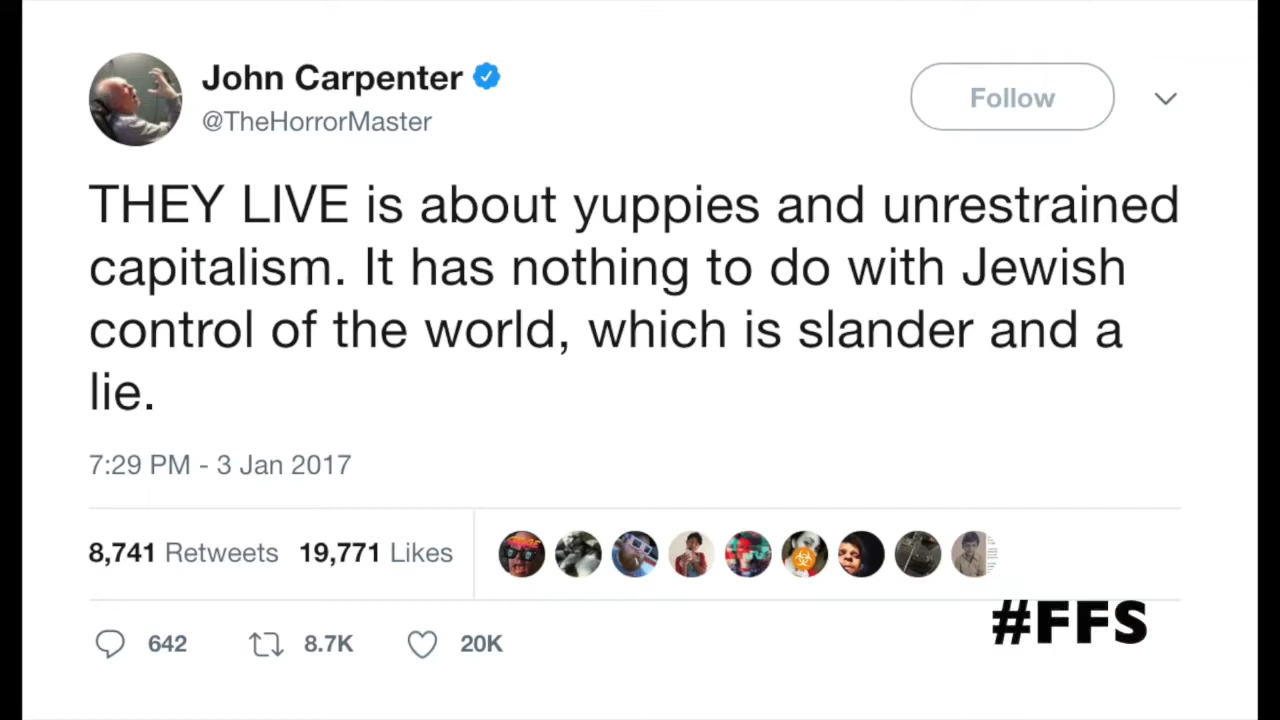 John Carpenter
@TheHorrorMaster
Follow
THEY LIVE is about yuppies and unrestrained
capitalism. It has nothing to do with Jewish
control of the world, which is slander and a
lie.
7:29 PM - 3 Jan 2017
8,741 Retweets 19,771 Likes
#FFS
642 8.7K 20K